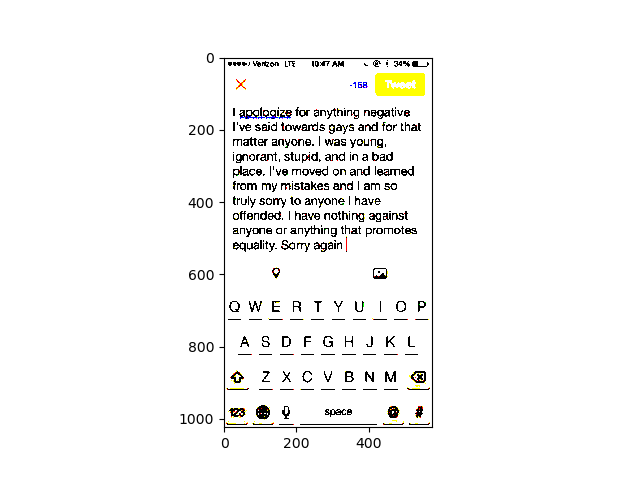 Verizon LTE 10:47 AM 34%
-168 Tweet
I apologize for anything negative
I've said towards gays and for that
matter anyone. I was young,
ignorant, stupid, and in a bad
place. I've moved on and learned
from my mistakes and I am so
truly sorry to anyone I have
offended. I have nothing against
anyone or anything that promotes
equality. Sorry again
Q W E R T Y U I O P
A S D F G H J K L
Z X C V B N M
123 space @ #
0
200
400
600
800
1000
0 200 400